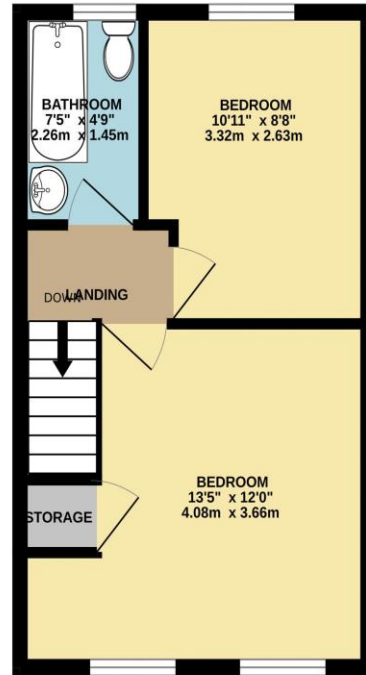 BATHROOM
7'5" x 4'9"
2.26m x 1.45m
BEDROOM
10'11" x 8'8"
3.32m x 2.63m
DOWN
LANDING
BEDROOM
13'5" x 12'0"
4.08m x 3.66m
STORAGE